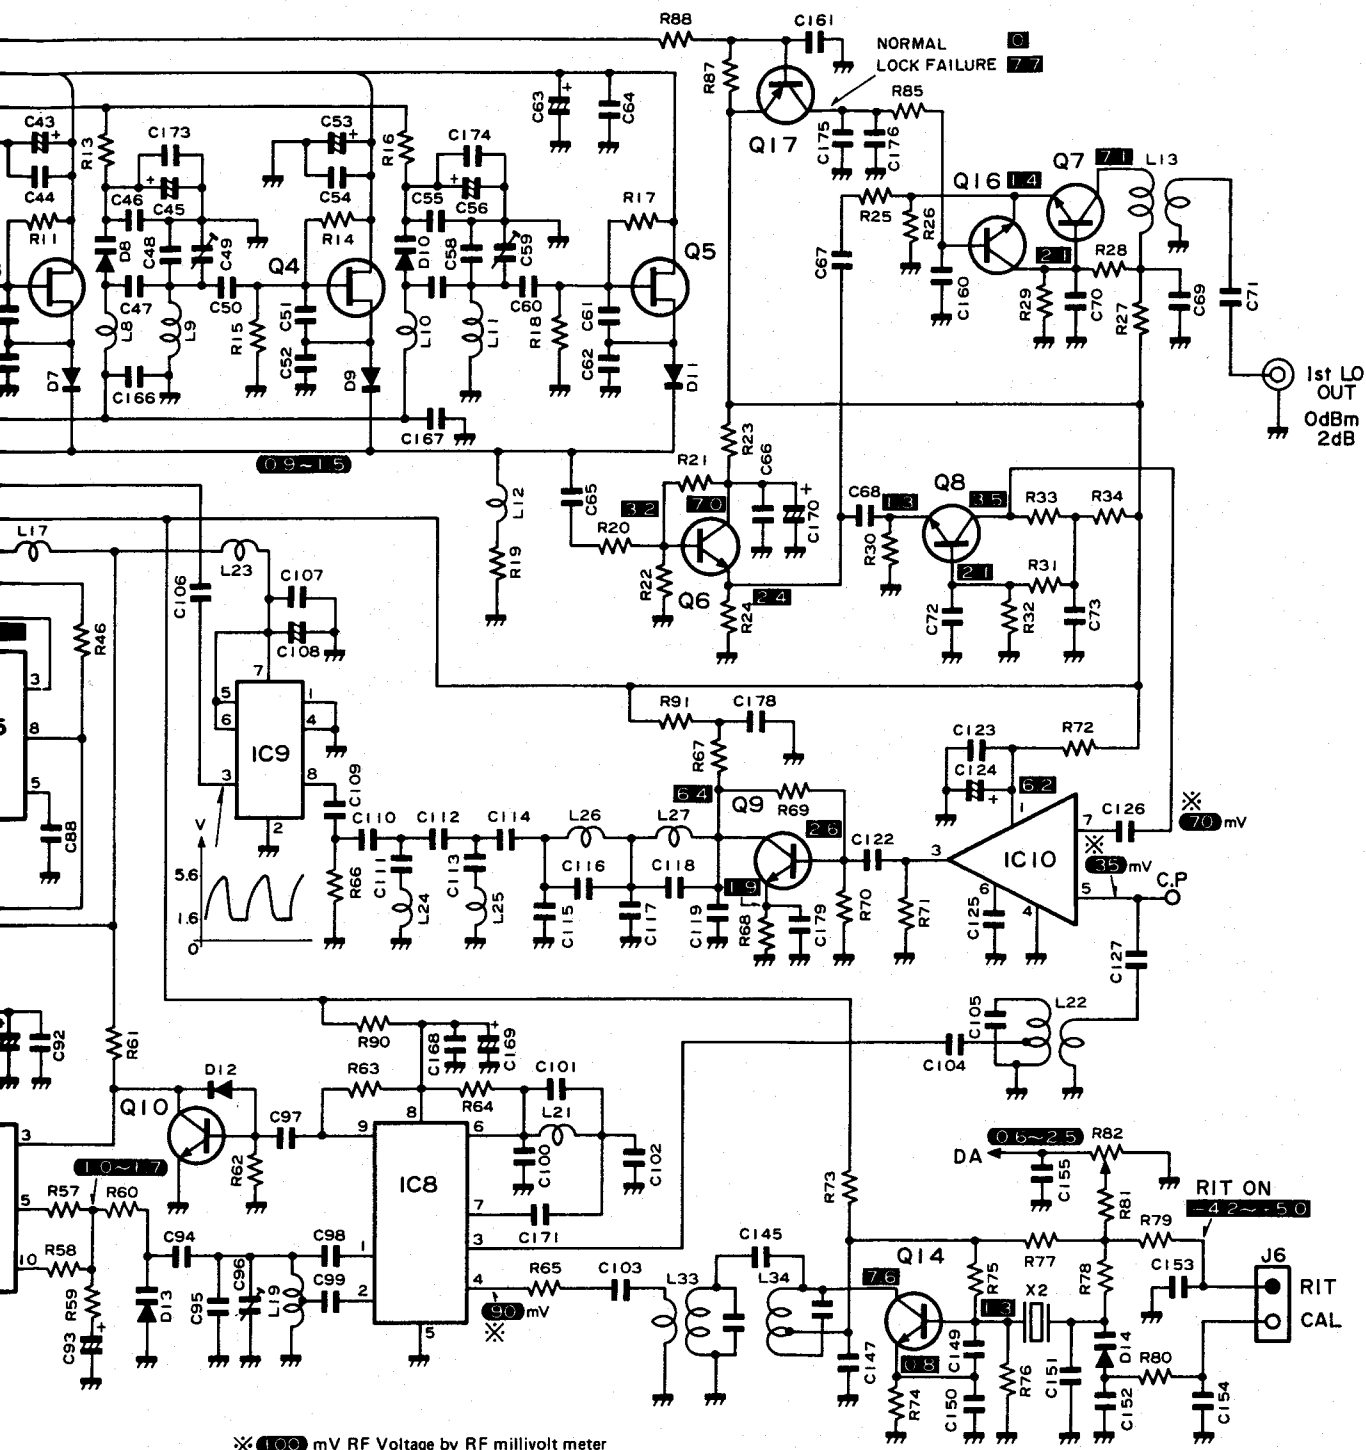 R88
C161
NORMAL 0
LOCK FAILURE 7.7
R87
R85
C43
C173
C53
C174
C63
C64
R13
R16
Q17
C175
C176
Q7 7.1 L13
C44
C46
C45
C54
C55
C56
R17
Q16 1.4
R25
R26
R11
D8
C48
C49
R14
D10
C58
C59
Q5
C67
2.1
R28
Q4
C47
C50
C51
C60
C61
C160
R29
C70
R27
C69
C71
L8
L9
R15
L10
L11
R18
C52
C62
D7
C166
D9
D11
1st LO
OUT
0dBm
2dB
C167
0.9~1.5
R23
C66
R21
L12
C65
3.2
7.0
C170
C68 1.3
Q8
3.5
R33
R34
L17
R20
R30
L23
R19
R22
Q6
R24
2.4
2.1
R31
C106
C107
C72
R32
C73
R46
C108
3
7
5
1
R91
C178
6
4
R67
C123
R72
8
IC9
C124
6.2
3
8
C109
6.4
Q9
R69
1
5
C88
V
2
C110
C112
C114
L26
L27
2.6
C122
3
7
C126
70 mV
IC10
35 mV
5.6
R66
C111
C113
C116
C118
6
5
C.P
1.9
1.6
L24
L25
C115
C117
C119
R68
C179
R70
R71
C125
4
0
C127
C92
R61
R90
C168
C169
C105
L22
C104
D12
R63
C101
Q10
R64
8
L21
C97
9
6
0.6~2.5
R82
3
R62
C100
C102
DA
C155
1.0~1.7
IC8
R73
RIT ON
R57
R60
R81
-4.2~-5.0
5
7
C171
R79
R58
C94
C98
1
3
C145
Q14
R77
J6
10
C96
R65
C103
L33
L34
7.6
R75
R78
C153
RIT
R59
D13
C95
L19
C99
2
4
90 mV
1.3
X2
CAL
C93
5
C147
0.8
C149
R76
C151
D14
R80
R74
C150
C152
C154
※ 100 mV RF Voltage by RF millivolt meter